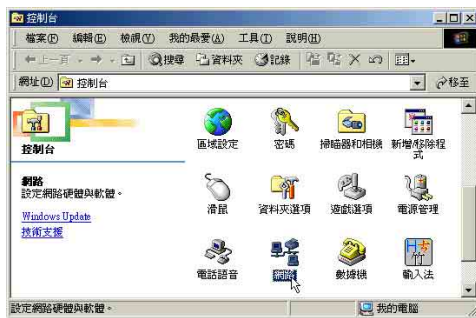 控制台
檔案(F) 編輯(E) 檢視(V) 我的最愛(A) 工具(T) 說明(H)
上一頁 搜尋 資料夾 記錄
網址(D) 控制台 移至
控制台
網路
設定網路硬體與軟體。
Windows Update
技術支援
區域設定 密碼 掃瞄器和相機 新增/移除程式
滑鼠 資料夾選項 遊戲選項 電源管理
電話語音 網路 數據機 輸入法
設定網路硬體與軟體。 我的電腦